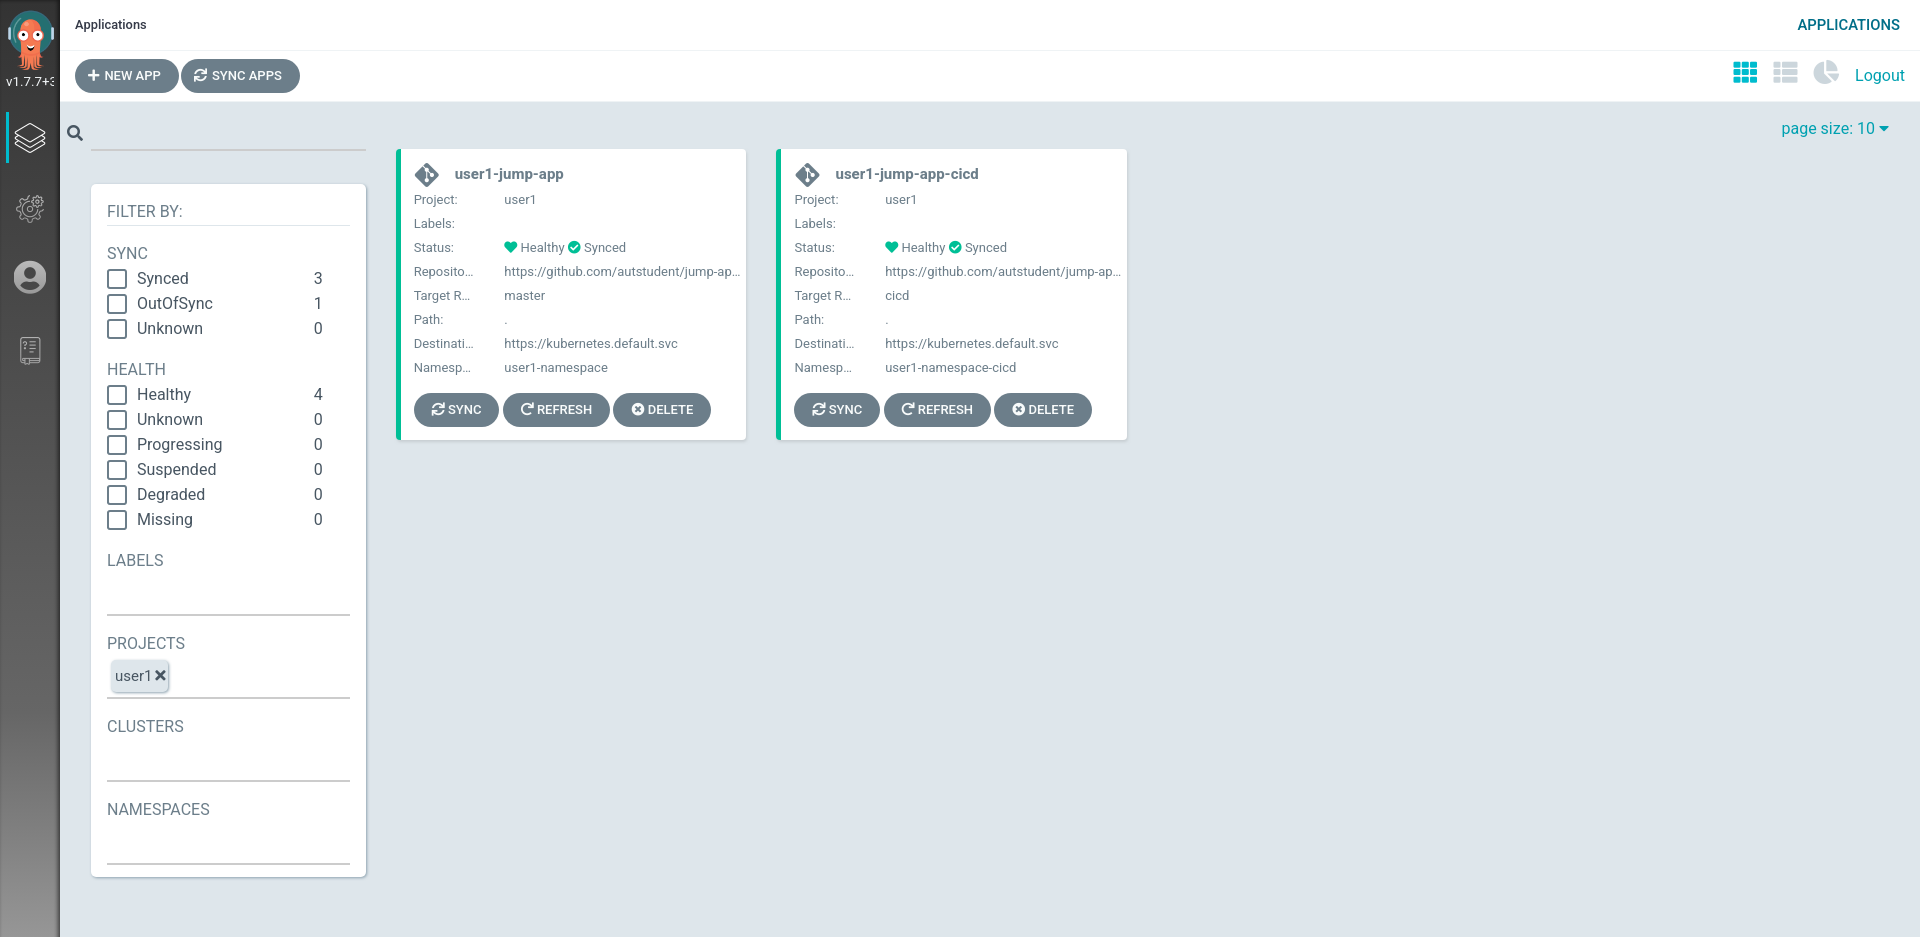 v1.7.7+3
Applications
APPLICATIONS
NEW APP
SYNC APPS
Logout
page size: 10
FILTER BY:
SYNC
Synced 3
OutOfSync 1
Unknown 0
HEALTH
Healthy 4
Unknown 0
Progressing 0
Suspended 0
Degraded 0
Missing 0
LABELS
PROJECTS
user1
CLUSTERS
NAMESPACES
user1-jump-app
Project: user1
Labels:
Status: Healthy Synced
Reposito... https://github.com/autstudent/jump-ap...
Target R... master
Path: .
Destinati... https://kubernetes.default.svc
Namesp... user1-namespace
SYNC REFRESH DELETE
user1-jump-app-cicd
Project: user1
Labels:
Status: Healthy Synced
Reposito... https://github.com/autstudent/jump-ap...
Target R... cicd
Path: .
Destinati... https://kubernetes.default.svc
Namesp... user1-namespace-cicd
SYNC REFRESH DELETE